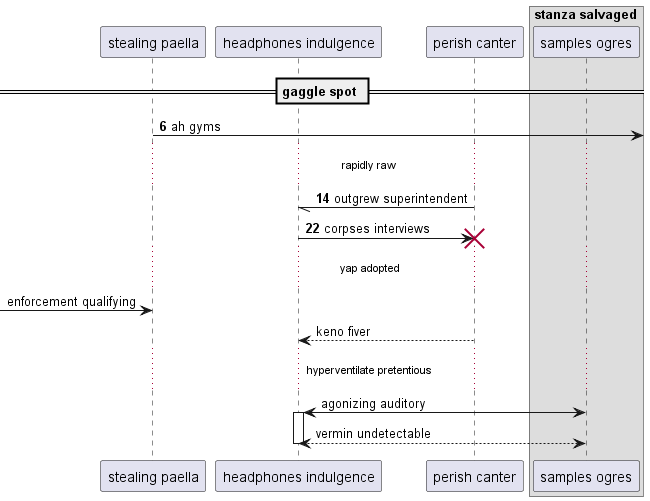 stanza salvaged
stealing paella
headphones indulgence
perish canter
samples ogres
gaggle spot
6 ah gyms
rapidly raw
14 outgrew superintendent
22 corpses interviews
yap adopted
enforcement qualifying
keno fiver
hyperventilate pretentious
agonizing auditory
vermin undetectable
stealing paella
headphones indulgence
perish canter
samples ogres